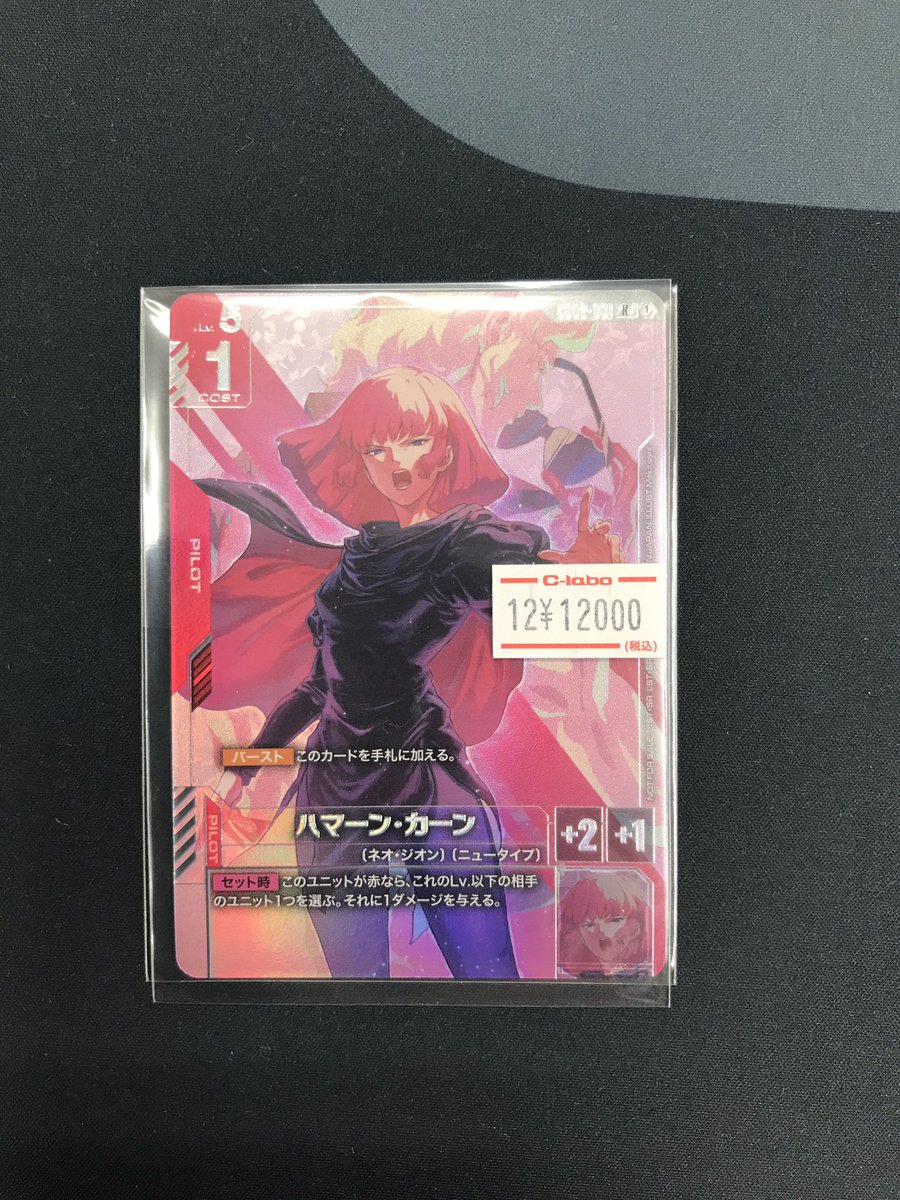 Lv.
1
COST
R
PILOT
C-labo
12¥12000
(税込)
バースト このカードを手札に加える。
PILOT
ハマーン・カーン
+2 +1
〔ネオ・ジオン〕〔ニュータイプ〕
セット時 このユニットが赤なら、これのLv.以下の相手
のユニット1つを選ぶ。それに1ダメージを与える。
NOT FOR SALE